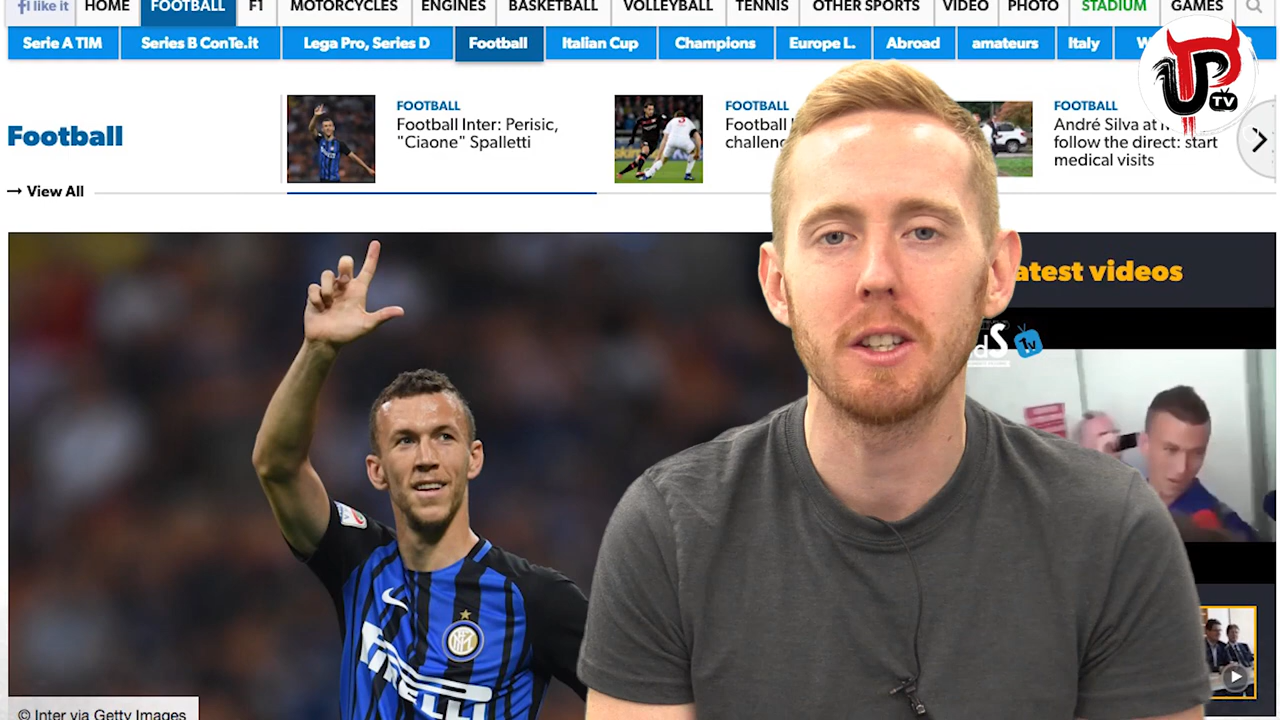 I like it HOME FOOTBALL F1 MOTORCYCLES ENGINES BASKETBALL VOLLEYBALL TENNIS OTHER SPORTS VIDEO PHOTO STADIUM GAMES
Serie A TIM Series B ConTe.it Lega Pro, Series D Football Italian Cup Champions Europe L. Abroad amateurs Italy
UP
TV
Football
→ View All
FOOTBALL
Football Inter: Perisic,
"Ciaone" Spalletti
FOOTBALL
Football
FOOTBALL
André Silva at
follow the direct: start
medical visits
atest videos
PIRELLI
© Inter via Getty Images